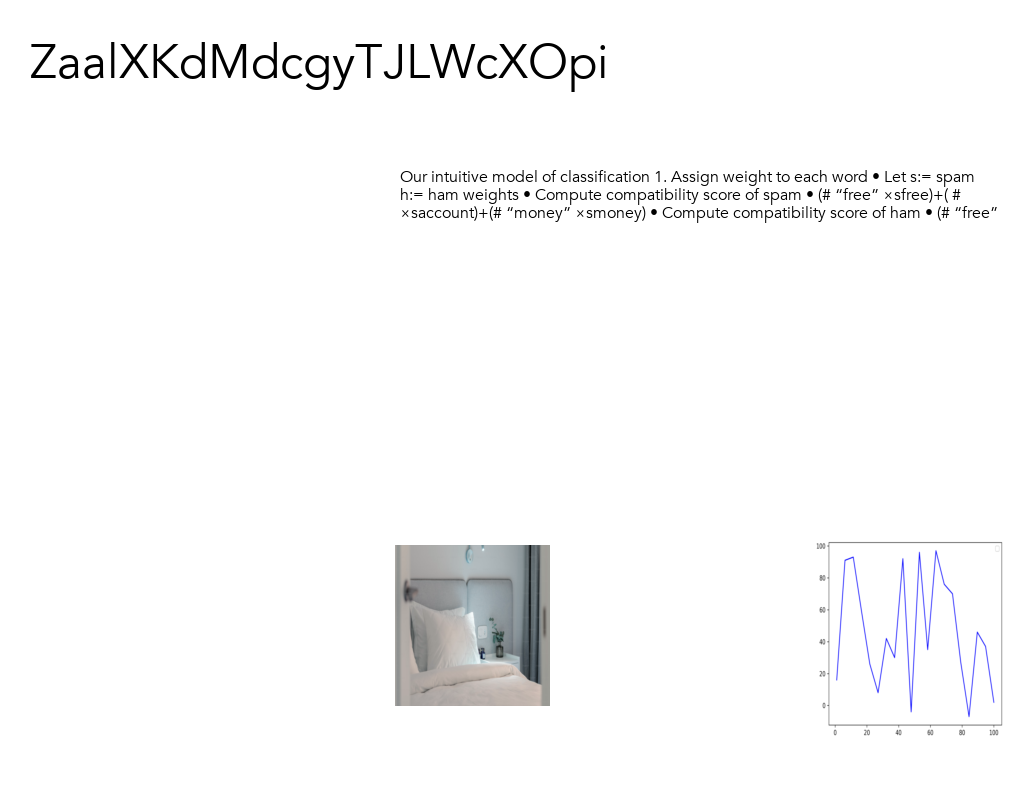 ZaalXKdMdcgyTJLWcXOpi
Our intuitive model of classification 1. Assign weight to each word • Let s:= spam
h:= ham weights • Compute compatibility score of spam • (# “free” ×sfree)+( #
×saccount)+(# “money” ×smoney) • Compute compatibility score of ham • (# “free”
100
80
60
40
20
0
0 20 40 60 80 100